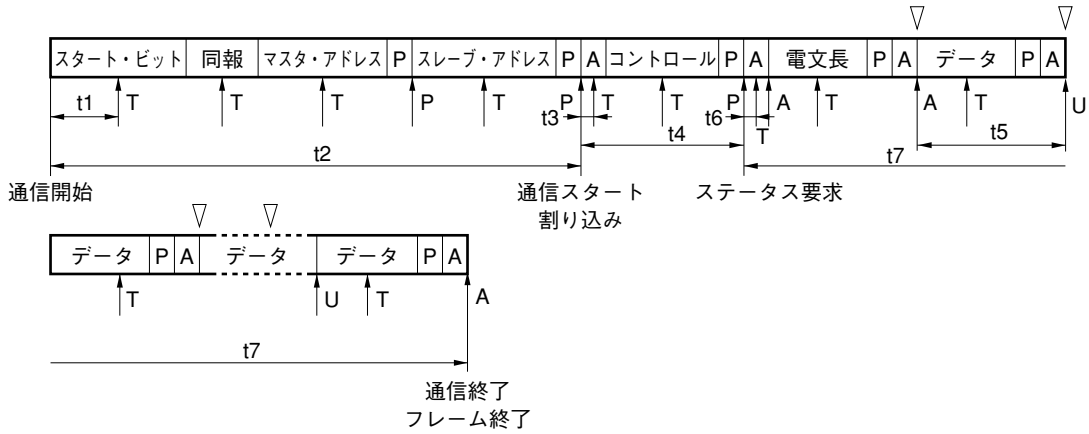 スタート・ビット 同報 マスタ・アドレス P スレーブ・アドレス P A コントロール P A 電文長 P A データ P A
t1 T T T P T P T T P A T A T U
t3 t6 T
t2 t4 t5
t7
通信開始 通信スタート ステータス要求
割り込み
データ P A データ データ P A
T U T A
t7
通信終了
フレーム終了